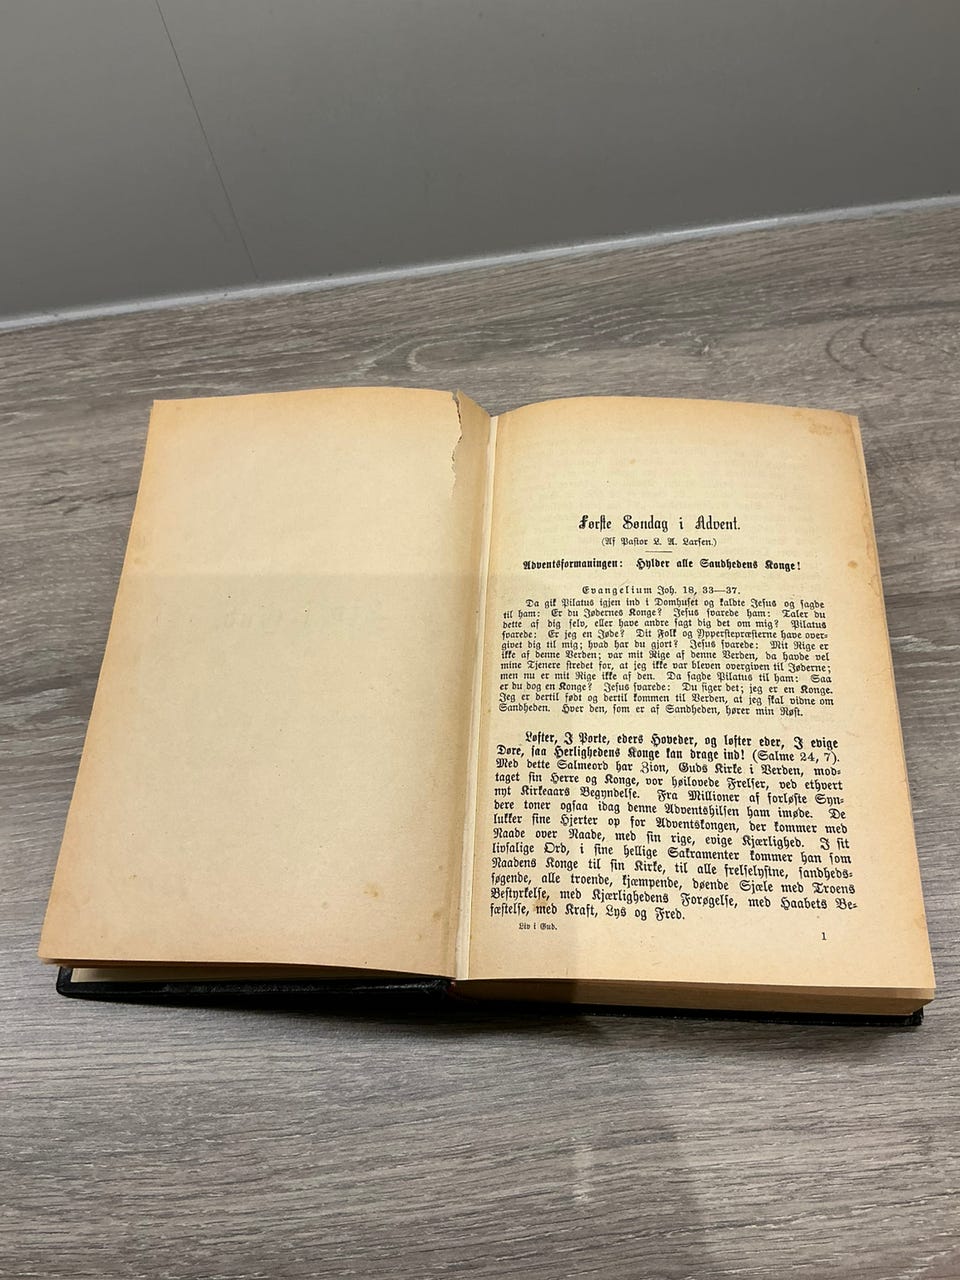 Første Søndag i Advent.
(Af Pastor L. A. Larsen.)
Adventsformaningen: Hylder alle Sandhedens Konge!
Evangelium Joh. 18, 33—37.
Da gik Pilatus igjen ind i Domhuset og kaldte Jesus og sagde
til ham: Er du Jødernes Konge? Jesus svarede ham: Taler du
dette af dig selv, eller have andre sagt dig det om mig? Pilatus
svarede: Er jeg en Jøde? Dit Folk og Ypperstepræsterne have over-
givet dig til mig; hvad har du gjort? Jesus svarede: Mit Rige er
ikke af denne Verden; var mit Rige af denne Verden, da havde vel
mine Tjenere stredet for, at jeg ikke var bleven overgiven til Jøderne;
men nu er mit Rige ikke af den. Da sagde Pilatus til ham: Saa
er du dog en Konge? Jesus svarede: Du siger det; jeg er en Konge.
Jeg er dertil født og dertil kommen til Verden, at jeg skal vidne om
Sandheden. Hver den, som er af Sandheden, hører min Røst.
Løfter, I Porte, eders Hoveder, og løfter eder, I evige
Døre, saa Herlighedens Konge kan drage ind! (Salme 24, 7).
Med dette Salmeord har Zion, Guds Kirke i Verden, mod-
taget sin Herre og Konge, vor høilovede Frelser, ved ethvert
nyt Kirkeaars Begyndelse. Fra Millioner af forløste Syn-
dere toner ogsaa idag denne Adventshilsen ham imøde. De
lukker sine Hjerter op for Adventskongen, der kommer med
Naade over Naade, med sin rige, evige Kjærlighed. I sit
livsalige Ord, i sine hellige Sakramenter kommer han som
Naadens Konge til sin Kirke, til alle frelselystne, sandheds-
søgende, alle troende, kjæmpende, døende Sjæle med Troens
Bestyrkelse, med Kjærlighedens Forøgelse, med Haabets Be-
fæstelse, med Kraft, Lys og Fred.
Liv i Gud.
1